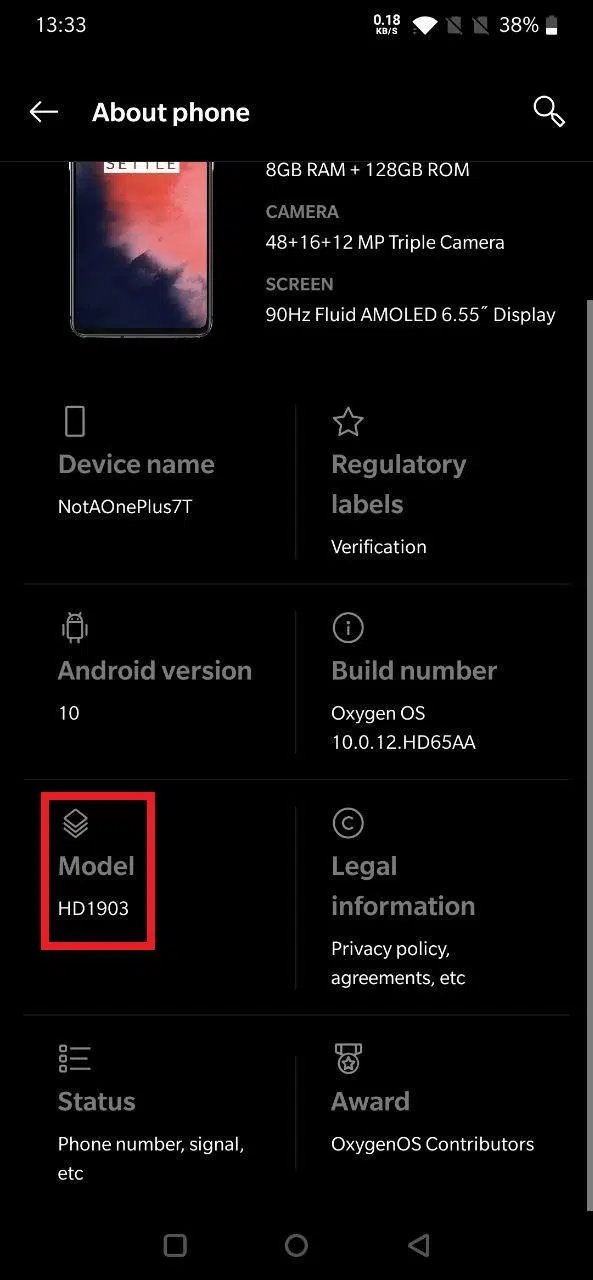 13:33
0.18
KB/S
38%
About phone
SETTLE
8GB RAM + 128GB ROM
CAMERA
48+16+12 MP Triple Camera
SCREEN
90Hz Fluid AMOLED 6.55˝ Display
Device name
NotAOnePlus7T
Regulatory
labels
Verification
Android version
10
Build number
Oxygen OS
10.0.12.HD65AA
Model
HD1903
Legal
information
Privacy policy,
agreements, etc
Status
Phone number, signal,
etc
Award
OxygenOS Contributors